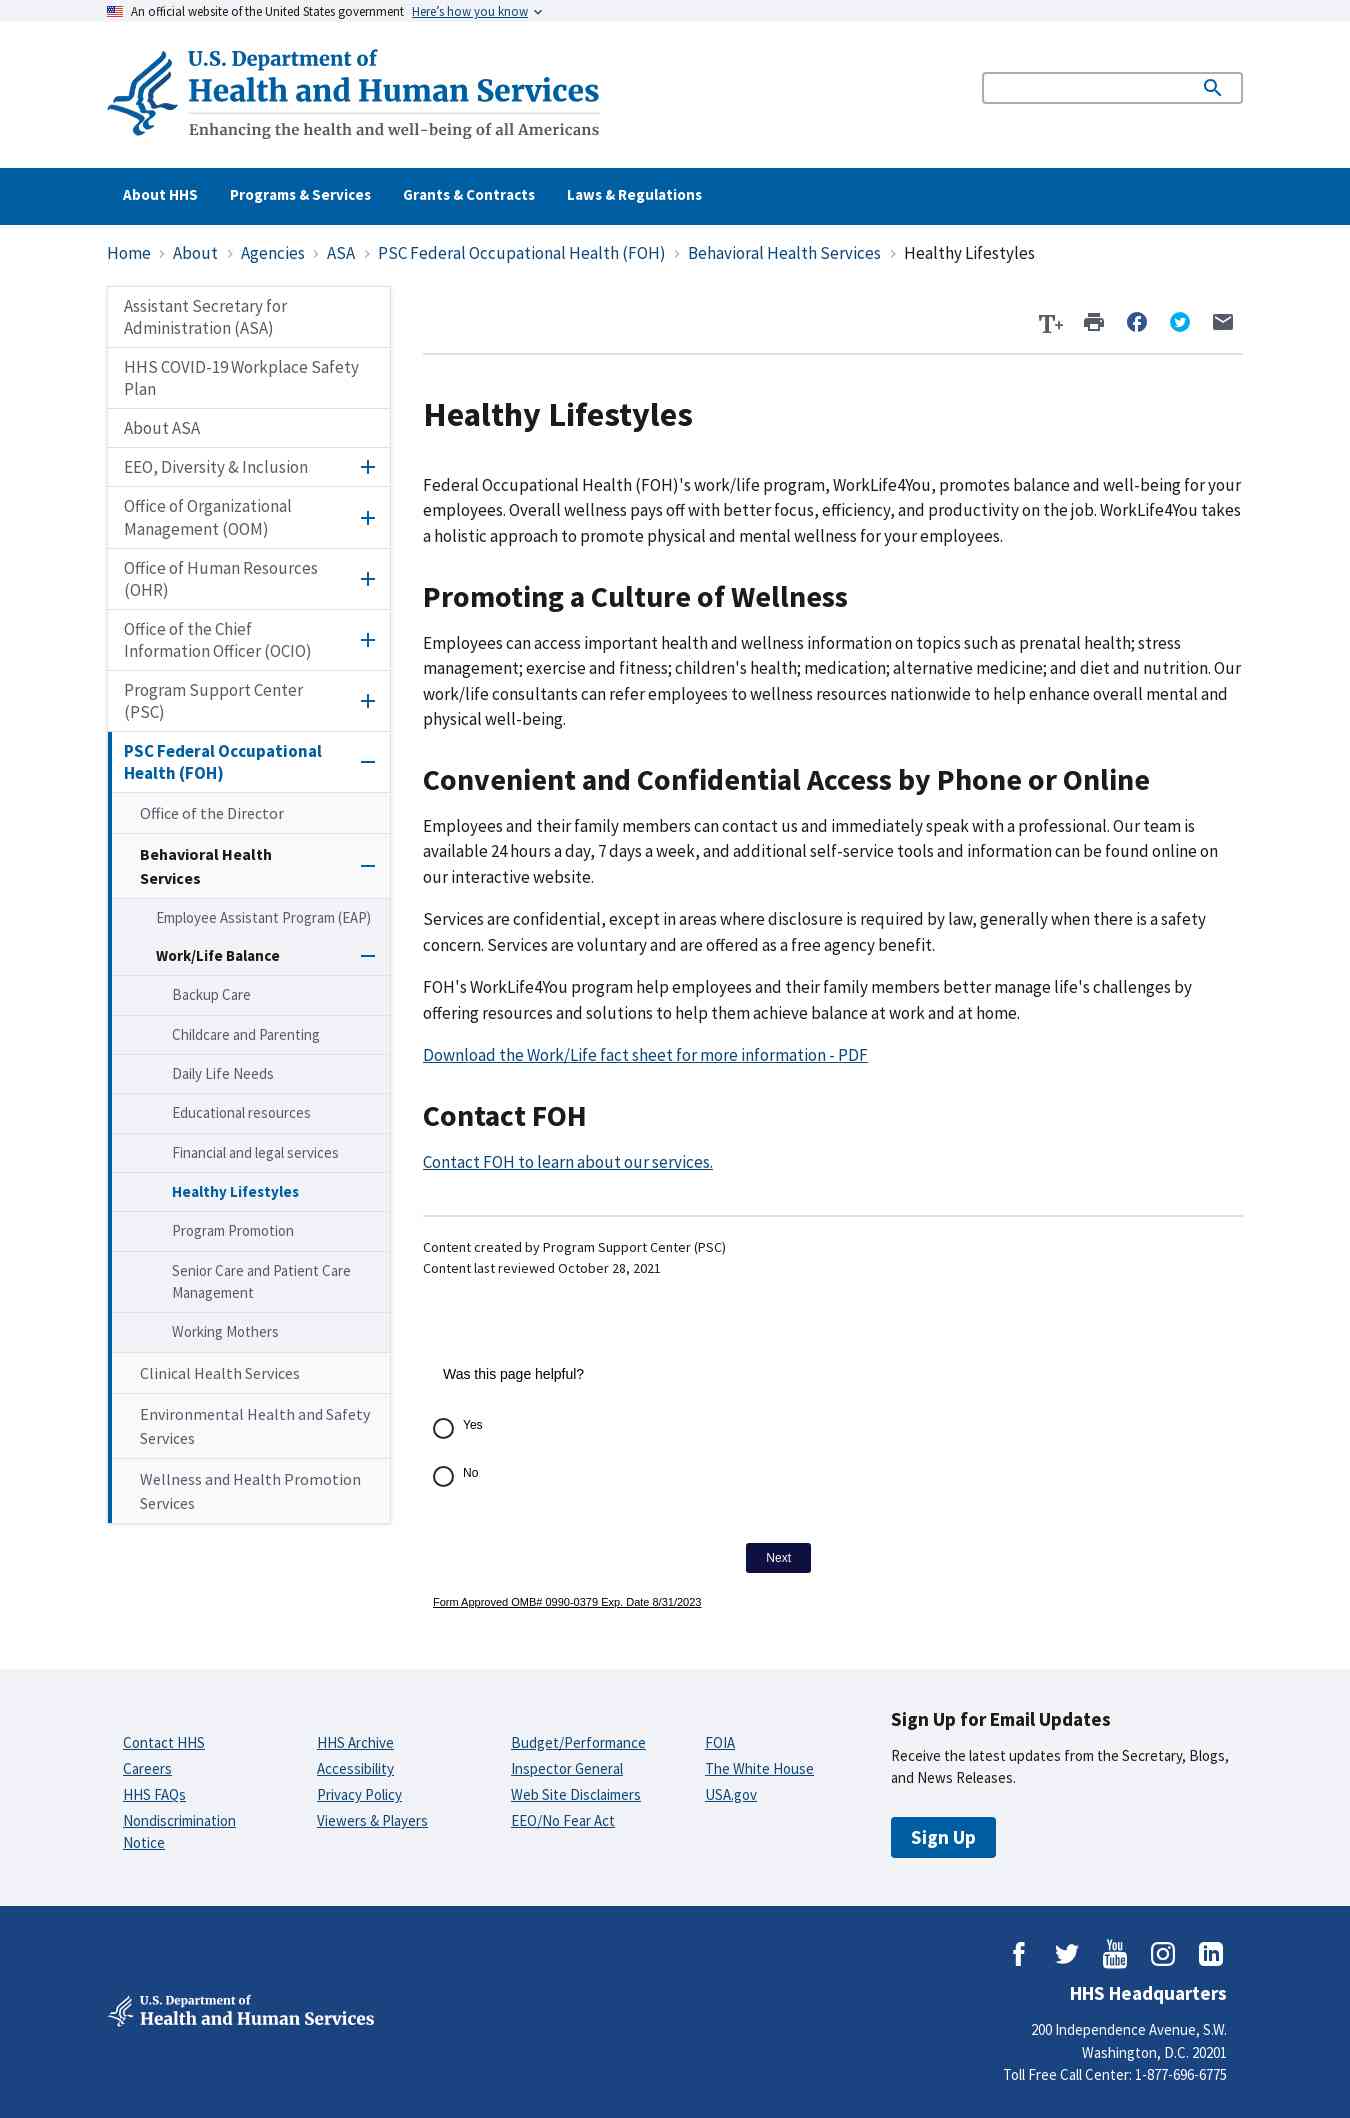 An official website of the United States government Here's how you know
U.S. Department of
Health and Human Services
Enhancing the health and well-being of all Americans
About HHS Programs & Services Grants & Contracts Laws & Regulations
Home › About › Agencies › ASA › PSC Federal Occupational Health (FOH) › Behavioral Health Services › Healthy Lifestyles
Assistant Secretary for
Administration (ASA)
HHS COVID-19 Workplace Safety
Plan
About ASA
EEO, Diversity & Inclusion
Office of Organizational
Management (OOM)
Office of Human Resources
(OHR)
Office of the Chief
Information Officer (OCIO)
Program Support Center
(PSC)
PSC Federal Occupational
Health (FOH)
Office of the Director
Behavioral Health
Services
Employee Assistant Program (EAP)
Work/Life Balance
Backup Care
Childcare and Parenting
Daily Life Needs
Educational resources
Financial and legal services
Healthy Lifestyles
Program Promotion
Senior Care and Patient Care
Management
Working Mothers
Clinical Health Services
Environmental Health and Safety
Services
Wellness and Health Promotion
Services
T+
Healthy Lifestyles
Federal Occupational Health (FOH)'s work/life program, WorkLife4You, promotes balance and well-being for your
employees. Overall wellness pays off with better focus, efficiency, and productivity on the job. WorkLife4You takes
a holistic approach to promote physical and mental wellness for your employees.
Promoting a Culture of Wellness
Employees can access important health and wellness information on topics such as prenatal health; stress
management; exercise and fitness; children's health; medication; alternative medicine; and diet and nutrition. Our
work/life consultants can refer employees to wellness resources nationwide to help enhance overall mental and
physical well-being.
Convenient and Confidential Access by Phone or Online
Employees and their family members can contact us and immediately speak with a professional. Our team is
available 24 hours a day, 7 days a week, and additional self-service tools and information can be found online on
our interactive website.
Services are confidential, except in areas where disclosure is required by law, generally when there is a safety
concern. Services are voluntary and are offered as a free agency benefit.
FOH's WorkLife4You program help employees and their family members better manage life's challenges by
offering resources and solutions to help them achieve balance at work and at home.
Download the Work/Life fact sheet for more information - PDF
Contact FOH
Contact FOH to learn about our services.
Content created by Program Support Center (PSC)
Content last reviewed October 28, 2021
Was this page helpful?
Yes
No
Next
Form Approved OMB# 0990-0379 Exp. Date 8/31/2023
Contact HHS
Careers
HHS FAQs
Nondiscrimination
Notice
HHS Archive
Accessibility
Privacy Policy
Viewers & Players
Budget/Performance
Inspector General
Web Site Disclaimers
EEO/No Fear Act
FOIA
The White House
USA.gov
Sign Up for Email Updates
Receive the latest updates from the Secretary, Blogs,
and News Releases.
Sign Up
You
Tube
U.S. Department of
Health and Human Services
HHS Headquarters
200 Independence Avenue, S.W.
Washington, D.C. 20201
Toll Free Call Center: 1-877-696-6775